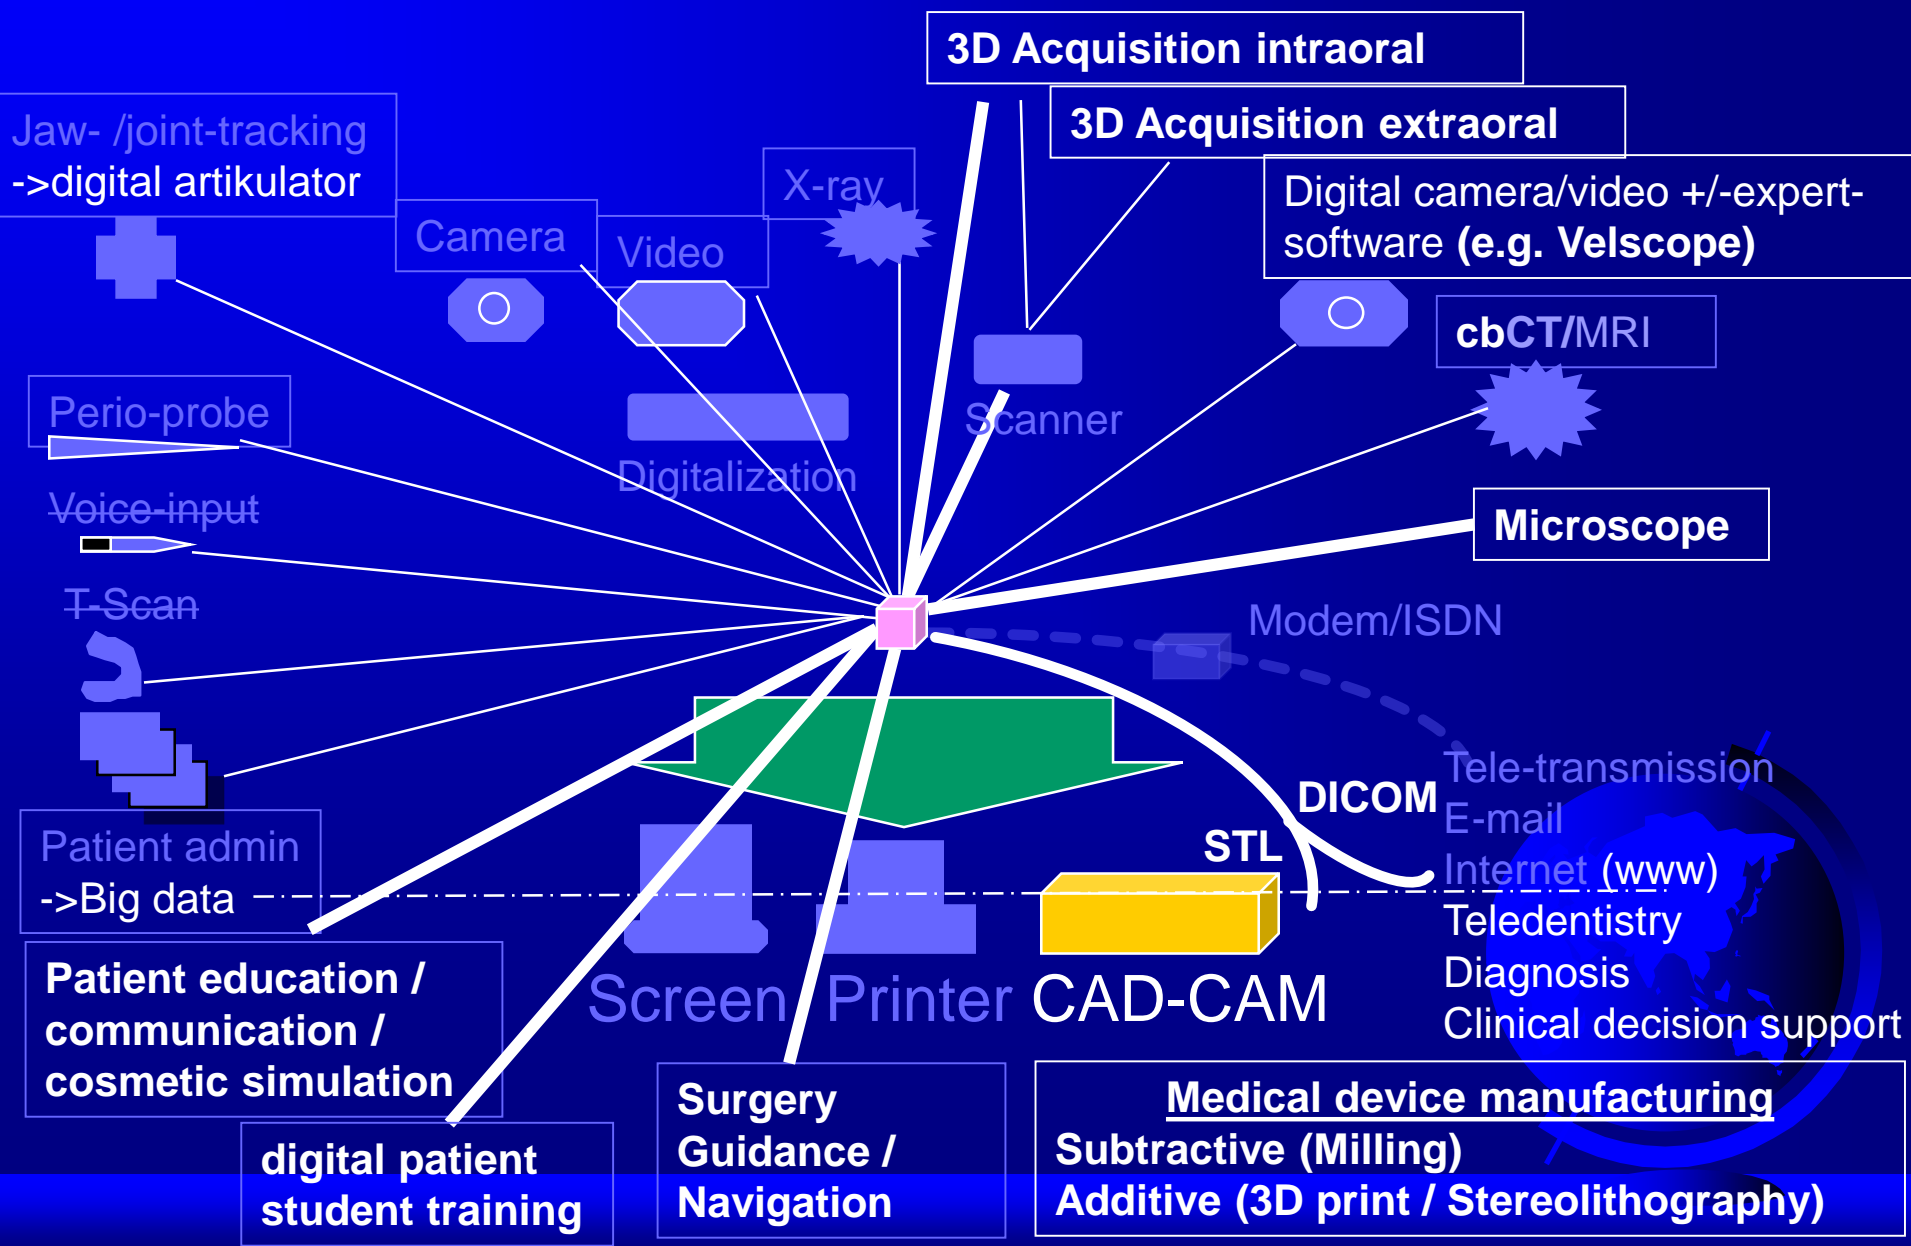 3D Acquisition intraoral
3D Acquisition extraoral
Jaw- /joint-tracking
->digital artikulator
X-ray
Camera
Video
Digital camera/video +/-expert-
software (e.g. Velscope)
cbCT/MRI
Perio-probe
Scanner
Digitalization
Voice-input
Microscope
T-Scan
Modem/ISDN
Tele-transmission
DICOM
E-mail
STL
Internet (www)
Patient admin
->Big data
Teledentistry
Diagnosis
Clinical decision support
Screen
Printer
CAD-CAM
Patient education /
communication /
cosmetic simulation
digital patient
student training
Surgery
Guidance /
Navigation
Medical device manufacturing
Subtractive (Milling)
Additive (3D print / Stereolithography)